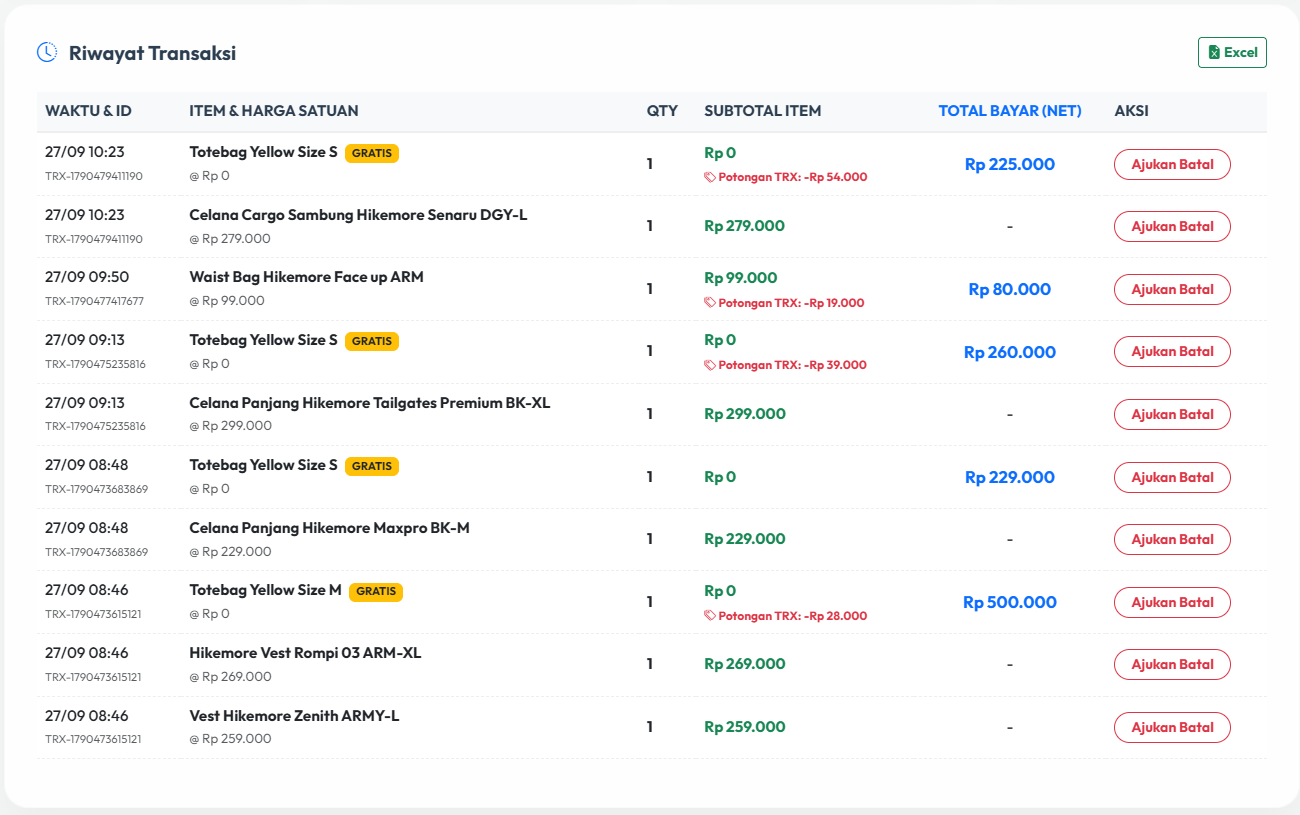 Riwayat Transaksi
Excel
WAKTU & ID ITEM & HARGA SATUAN QTY SUBTOTAL ITEM TOTAL BAYAR (NET) AKSI
27/09 10:23 Totebag Yellow Size S GRATIS 1 Rp 0 Rp 225.000 Ajukan Batal
TRX-1790479411190 @ Rp 0 Potongan TRX: -Rp 54.000
27/09 10:23 Celana Cargo Sambung Hikemore Senaru DGY-L 1 Rp 279.000 - Ajukan Batal
TRX-1790479411190 @ Rp 279.000
27/09 09:50 Waist Bag Hikemore Face up ARM 1 Rp 99.000 Rp 80.000 Ajukan Batal
TRX-1790477417677 @ Rp 99.000 Potongan TRX: -Rp 19.000
27/09 09:13 Totebag Yellow Size S GRATIS 1 Rp 0 Rp 260.000 Ajukan Batal
TRX-1790475235816 @ Rp 0 Potongan TRX: -Rp 39.000
27/09 09:13 Celana Panjang Hikemore Tailgates Premium BK-XL 1 Rp 299.000 - Ajukan Batal
TRX-1790475235816 @ Rp 299.000
27/09 08:48 Totebag Yellow Size S GRATIS 1 Rp 0 Rp 229.000 Ajukan Batal
TRX-1790473683869 @ Rp 0
27/09 08:48 Celana Panjang Hikemore Maxpro BK-M 1 Rp 229.000 - Ajukan Batal
TRX-1790473683869 @ Rp 229.000
27/09 08:46 Totebag Yellow Size M GRATIS 1 Rp 0 Rp 500.000 Ajukan Batal
TRX-1790473615121 @ Rp 0 Potongan TRX: -Rp 28.000
27/09 08:46 Hikemore Vest Rompi 03 ARM-XL 1 Rp 269.000 - Ajukan Batal
TRX-1790473615121 @ Rp 269.000
27/09 08:46 Vest Hikemore Zenith ARMY-L 1 Rp 259.000 - Ajukan Batal
TRX-1790473615121 @ Rp 259.000